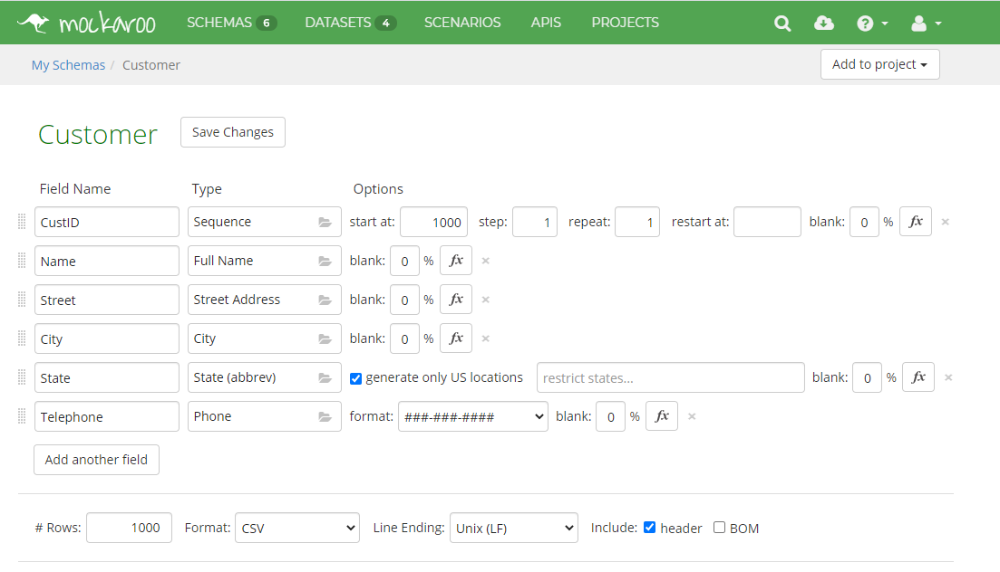 mockaroo SCHEMAS 6 DATASETS 4 SCENARIOS APIS PROJECTS ?
My Schemas / Customer Add to project
Customer Save Changes
Field Name Type Options
CustID Sequence start at: 1000 step: 1 repeat: 1 restart at: blank: 0 % fx ×
Name Full Name blank: 0 % fx ×
Street Street Address blank: 0 % fx ×
City City blank: 0 % fx ×
State State (abbrev) generate only US locations restrict states... blank: 0 % fx ×
Telephone Phone format: ###-###-#### blank: 0 % fx ×
Add another field
# Rows: 1000 Format: CSV Line Ending: Unix (LF) Include: header BOM